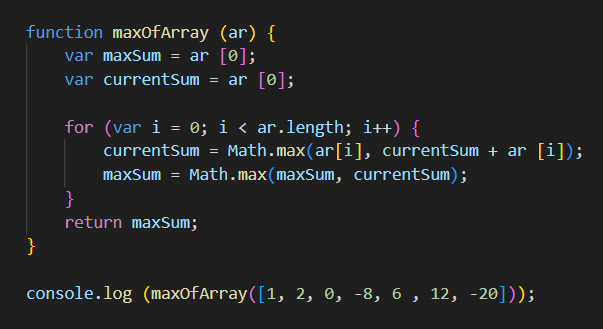 function maxOfArray (ar) {
    var maxSum = ar [0];
    var currentSum = ar [0];

    for (var i = 0; i < ar.length; i++) {
        currentSum = Math.max(ar[i], currentSum + ar [i]);
        maxSum = Math.max(maxSum, currentSum);
    }
    return maxSum;
}

console.log (maxOfArray([1, 2, 0, -8, 6 , 12, -20]));